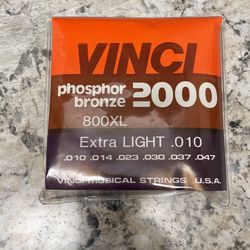 VINCI
phosphor
bronze 2000
800XL
Extra LIGHT .010
.010 .014 .023 .030 .037 .047
VINCI MUSICAL STRINGS U.S.A.